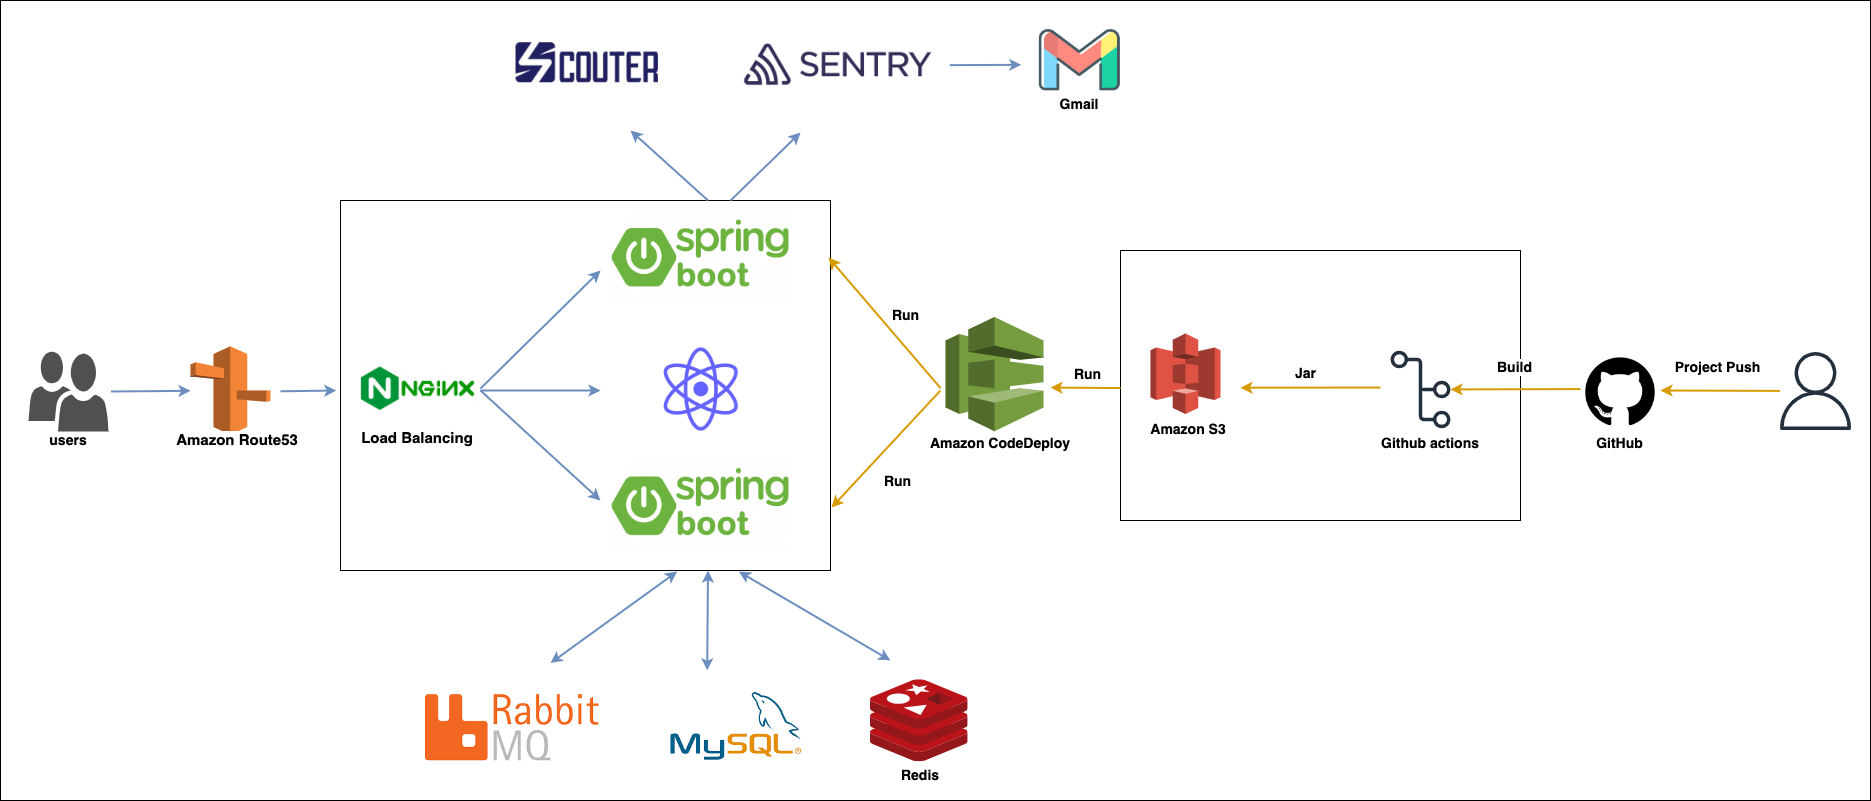 SCOUTER
SENTRY
Gmail
spring
boot
Run
Run
Jar
Build
Project Push
NGINX
users
Amazon Route53
Load Balancing
Amazon CodeDeploy
Amazon S3
Github actions
GitHub
Run
spring
boot
Rabbit
MQ
MySQL®
Redis